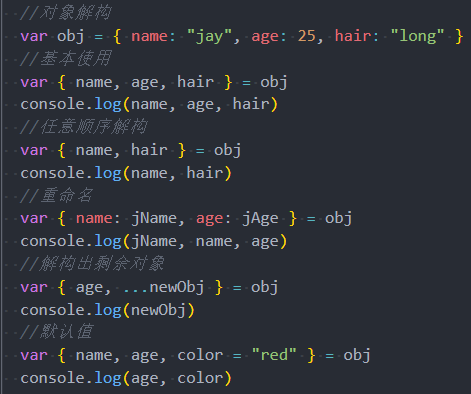 //对象解构
var obj = { name: "jay", age: 25, hair: "long" }
//基本使用
var { name, age, hair } = obj
console.log(name, age, hair)
//任意顺序解构
var { name, hair } = obj
console.log(name, hair)
//重命名
var { name: jName, age: jAge } = obj
console.log(jName, name, age)
//解构出剩余对象
var { age, ...newObj } = obj
console.log(newObj)
//默认值
var { name, age, color = "red" } = obj
console.log(age, color)